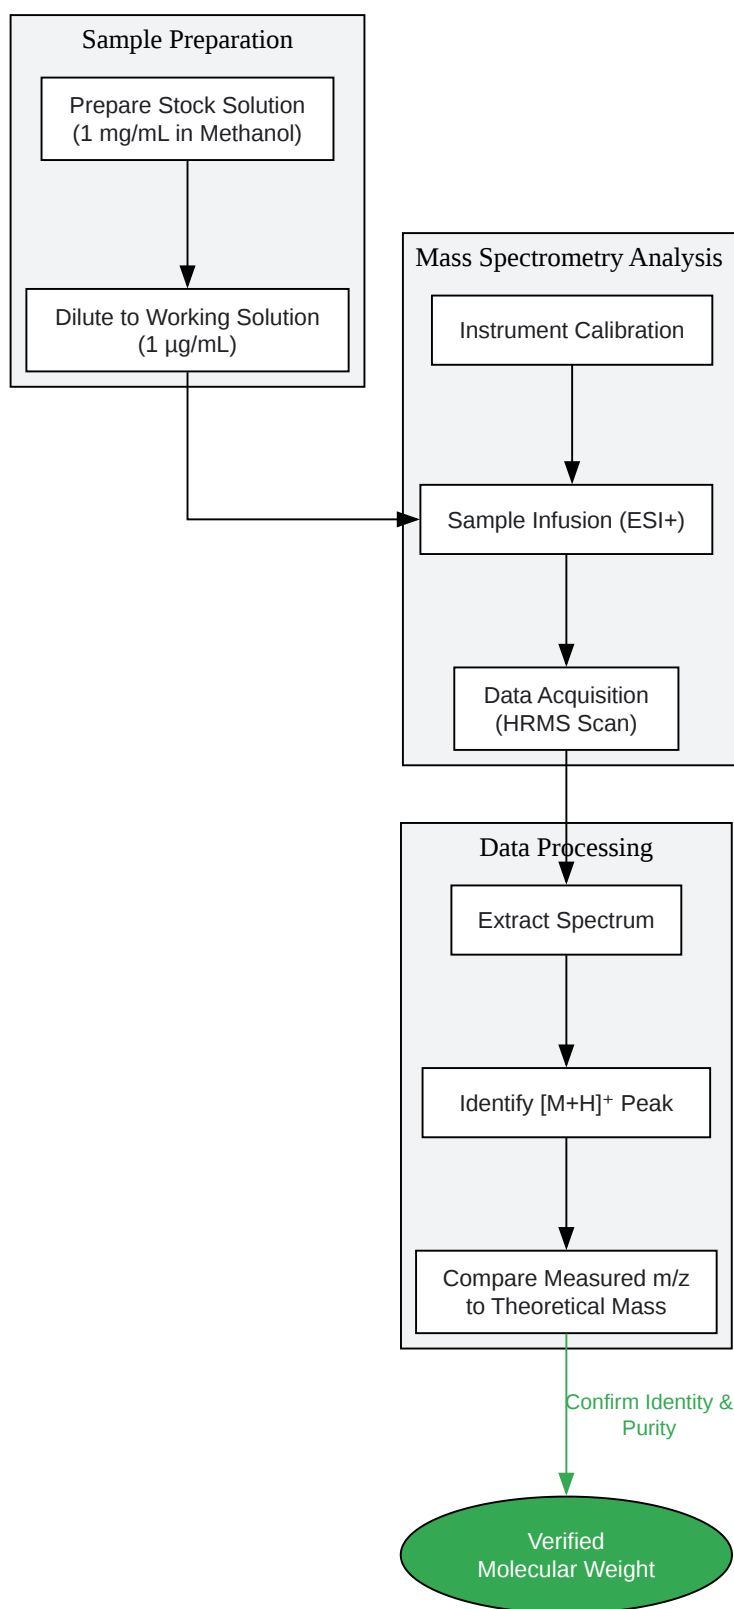 Sample Preparation
Prepare Stock Solution
(1 mg/mL in Methanol)
Dilute to Working Solution
(1 µg/mL)
Mass Spectrometry Analysis
Instrument Calibration
Sample Infusion (ESI+)
Data Acquisition
(HRMS Scan)
Data Processing
Extract Spectrum
Identify [M+H]⁺ Peak
Compare Measured m/z
to Theoretical Mass
Confirm Identity &
Purity
Verified
Molecular Weight